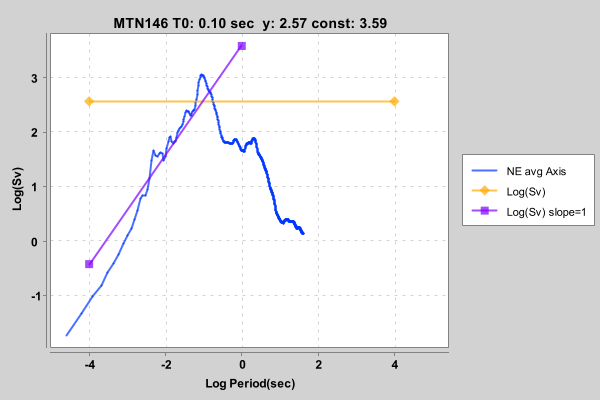 MTN146 T0: 0.10 sec  y: 2.57 const: 3.59
Log(Sv)
3
2
1
0
-1
-4
-2
0
2
4
Log Period(sec)
NE avg Axis
Log(Sv)
Log(Sv) slope=1